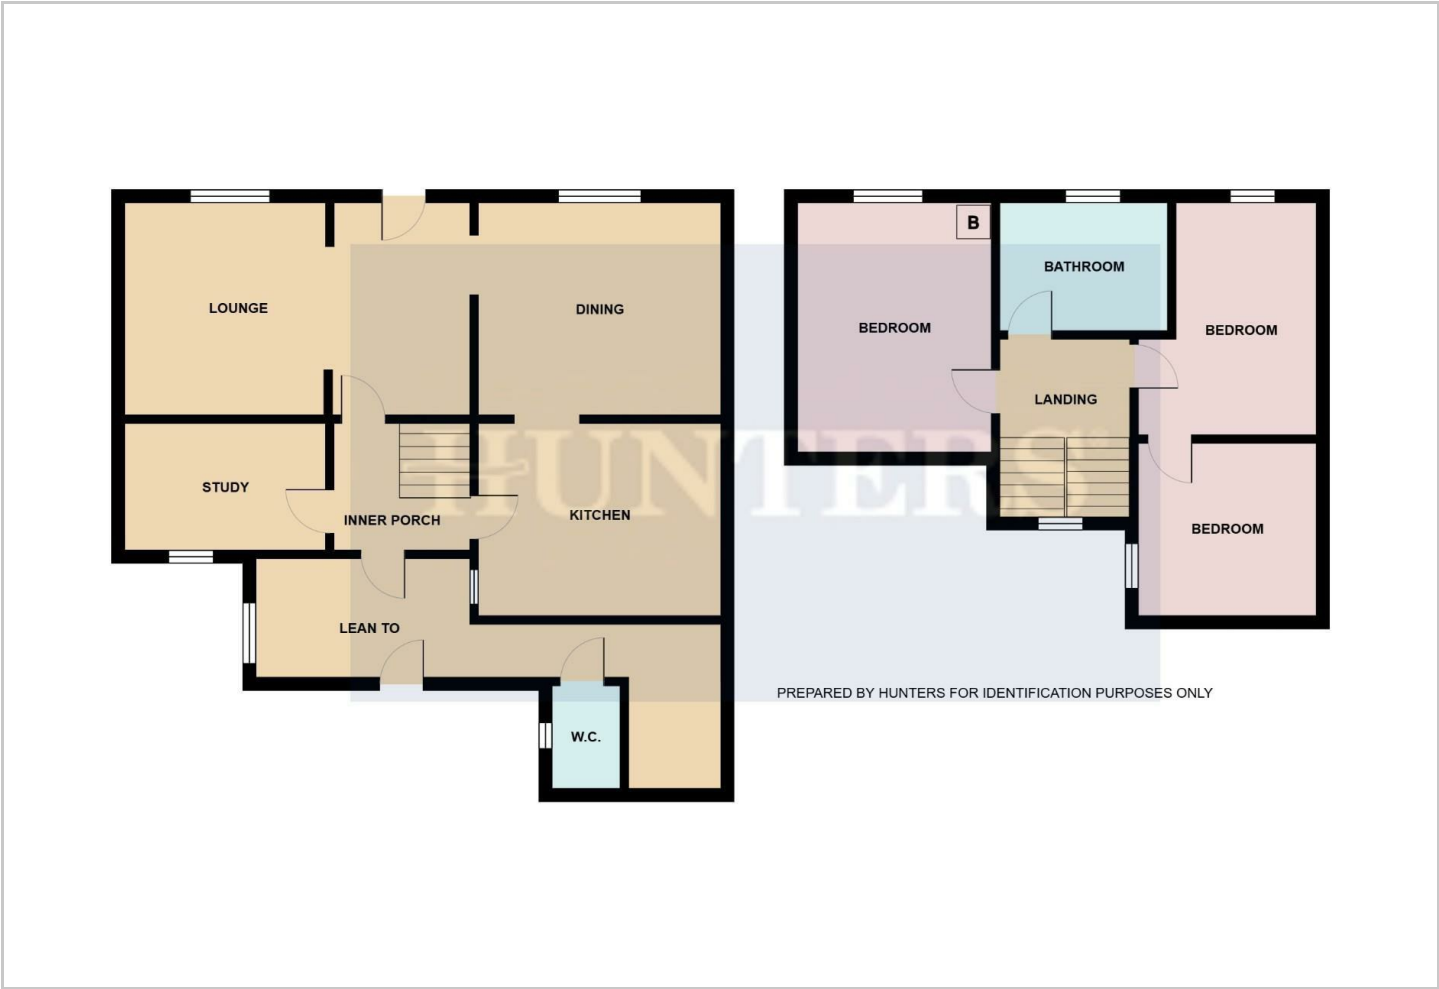 LOUNGE
DINING
STUDY
INNER PORCH
KITCHEN
LEAN TO
W.C.
B
BATHROOM
BEDROOM
BEDROOM
LANDING
BEDROOM
HUNTERS
PREPARED BY HUNTERS FOR IDENTIFICATION PURPOSES ONLY